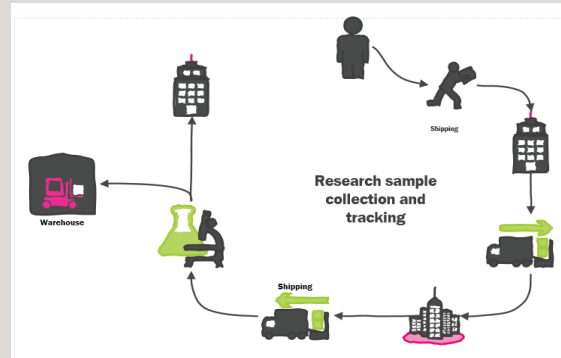 Shipping
Research sample
collection and
tracking
Warehouse
Shipping